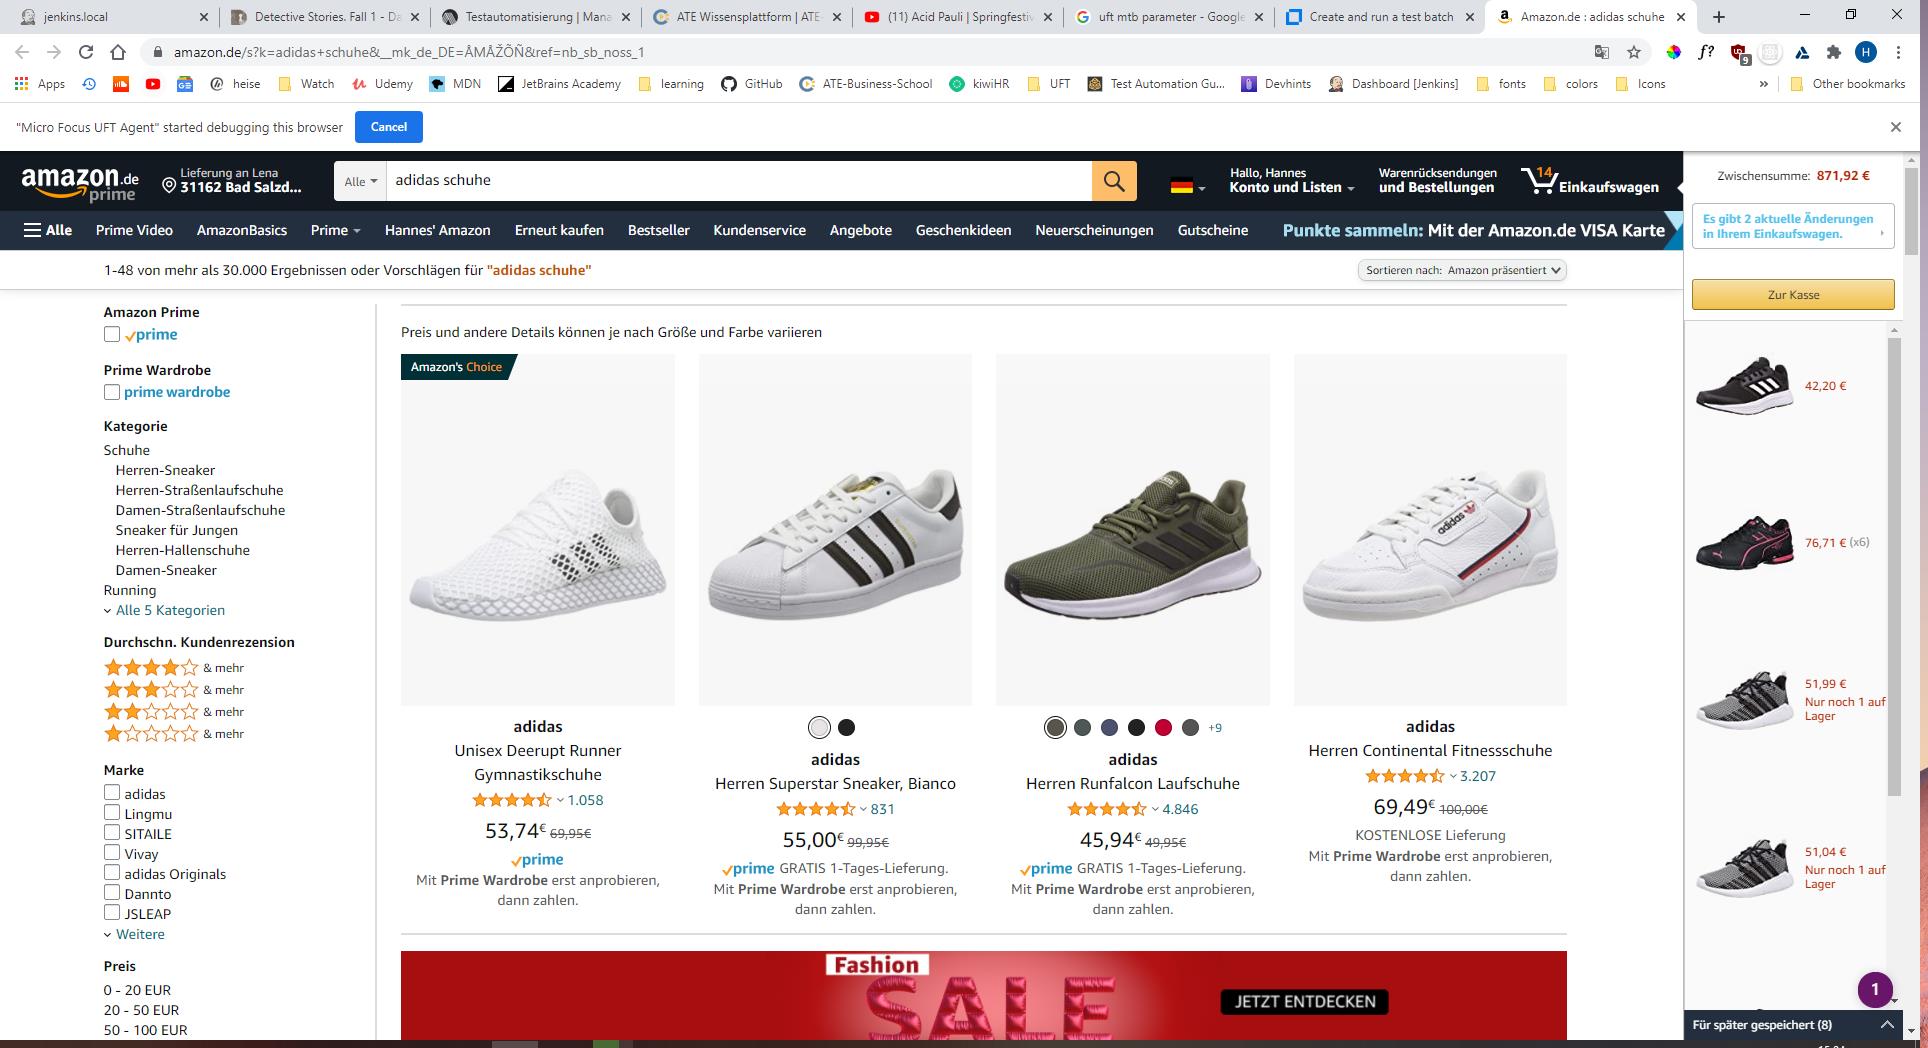 jenkins.local
Detective Stories. Fall 1 - Da
Testautomatisierung | Mana
ATE Wissensplattform | ATE-
(11) Acid Pauli | Springfestiv
uft mtb parameter - Google
Create and run a test batch
Amazon.de : adidas schuhe
amazon.de/s?k=adidas+schuhe&__mk_de_DE=ÅMÅŽÕÑ&ref=nb_sb_noss_1
f?
9
H
Apps
heise
Watch
Udemy
MDN
JetBrains Academy
learning
GitHub
ATE-Business-School
kiwiHR
UFT
Test Automation Gu...
Devhints
Dashboard [Jenkins]
fonts
colors
Icons
»
Other bookmarks
"Micro Focus UFT Agent" started debugging this browser
Cancel
amazon.de
prime
Lieferung an Lena
31162 Bad Salzd...
Alle
adidas schuhe
Hallo, Hannes
Konto und Listen
Warenrücksendungen
und Bestellungen
14
Einkaufswagen
Alle
Prime Video
AmazonBasics
Prime
Hannes' Amazon
Erneut kaufen
Bestseller
Kundenservice
Angebote
Geschenkideen
Neuerscheinungen
Gutscheine
Punkte sammeln: Mit der Amazon.de VISA Karte
1-48 von mehr als 30.000 Ergebnissen oder Vorschlägen für "adidas schuhe"
Sortieren nach: Amazon präsentiert
Amazon Prime
prime
Prime Wardrobe
prime wardrobe
Kategorie
Schuhe
Herren-Sneaker
Herren-Straßenlaufschuhe
Damen-Straßenlaufschuhe
Sneaker für Jungen
Herren-Hallenschuhe
Damen-Sneaker
Running
Alle 5 Kategorien
Durchschn. Kundenrezension
& mehr
& mehr
& mehr
& mehr
Marke
adidas
Lingmu
SITAILE
Vivay
adidas Originals
Dannto
JSLEAP
Weitere
Preis
0 - 20 EUR
20 - 50 EUR
50 - 100 EUR
Preis und andere Details können je nach Größe und Farbe variieren
Amazon's Choice
adidas
Unisex Deerupt Runner
Gymnastikschuhe
1.058
53,74€ 69,95€
prime
Mit Prime Wardrobe erst anprobieren,
dann zahlen.
adidas
Herren Superstar Sneaker, Bianco
831
55,00€ 99,95€
prime GRATIS 1-Tages-Lieferung.
Mit Prime Wardrobe erst anprobieren,
dann zahlen.
adidas
+9
adidas
Herren Runfalcon Laufschuhe
4.846
45,94€ 49,95€
prime GRATIS 1-Tages-Lieferung.
Mit Prime Wardrobe erst anprobieren,
dann zahlen.
adidas
adidas
Herren Continental Fitnessschuhe
3.207
69,49€ 100,00€
KOSTENLOSE Lieferung
Mit Prime Wardrobe erst anprobieren,
dann zahlen.
Fashion
SALE
JETZT ENTDECKEN
Zwischensumme: 871,92 €
Es gibt 2 aktuelle Änderungen
in Ihrem Einkaufswagen.
Zur Kasse
42,20 €
76,71 € (x6)
51,99 €
Nur noch 1 auf
Lager
51,04 €
Nur noch 1 auf
Lager
1
Für später gespeichert (8)